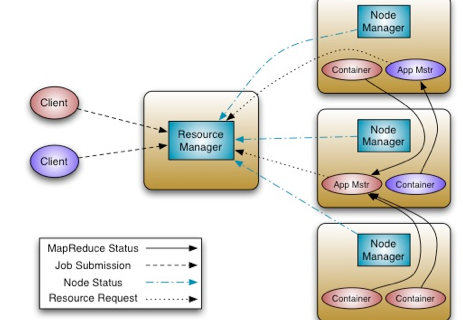 Node
Manager
Container
App Mstr
Client
Resource
Manager
Node
Manager
Client
App Mstr
Container
Node
Manager
MapReduce Status
Job Submission
Node Status
Resource Request
Container
Container